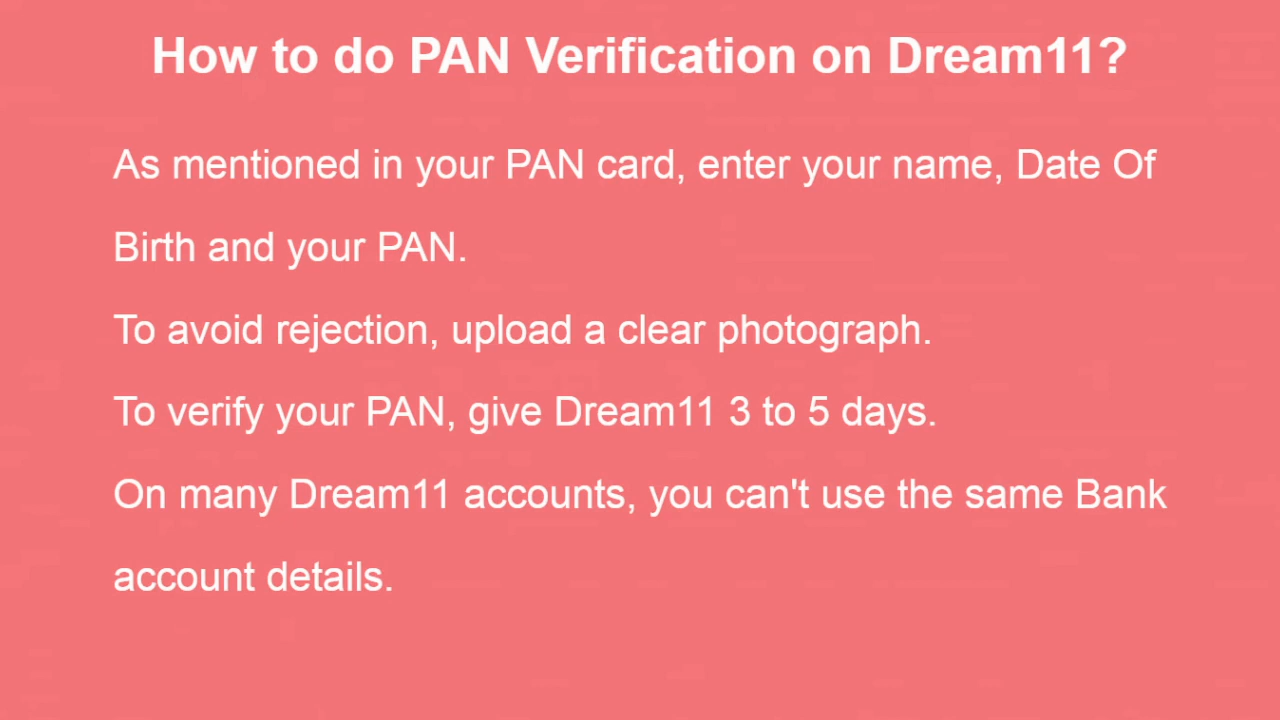 How to do PAN Verification on Dream11?
As mentioned in your PAN card, enter your name, Date Of
Birth and your PAN.
To avoid rejection, upload a clear photograph.
To verify your PAN, give Dream11 3 to 5 days.
On many Dream11 accounts, you can't use the same Bank
account details.